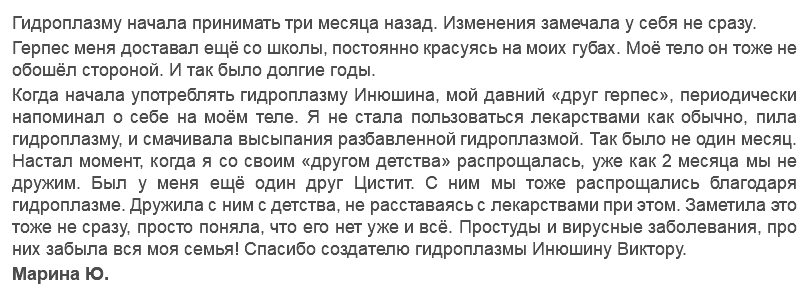 Гидроплазму начала принимать три месяца назад. Изменения замечала у себя не сразу.
Герпес меня доставал ещё со школы, постоянно красуясь на моих губах. Моё тело он тоже не
обошёл стороной. И так было долгие годы.
Когда начала употреблять гидроплазму Инюшина, мой давний «друг герпес», периодически
напоминал о себе на моём теле. Я не стала пользоваться лекарствами как обычно, пила
гидроплазму, и смачивала высыпания разбавленной гидроплазмой. Так было не один месяц.
Настал момент, когда я со своим «другом детства» распрощалась, уже как 2 месяца мы не
дружим. Был у меня ещё один друг Цистит. С ним мы тоже распрощались благодаря
гидроплазме. Дружила с ним с детства, не расставаясь с лекарствами при этом. Заметила это
тоже не сразу, просто поняла, что его нет уже и всё. Простуды и вирусные заболевания, про
них забыла вся моя семья! Спасибо создателю гидроплазмы Инюшину Виктору.
Марина Ю.